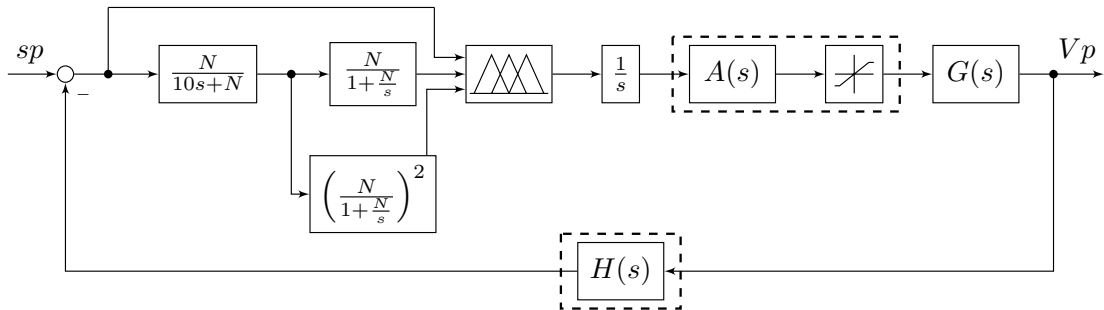 sp
−
N/(10s+N)
N/(1+N/s)
(N/(1+N/s))²
1/s
A(s)
G(s)
Vp
H(s)